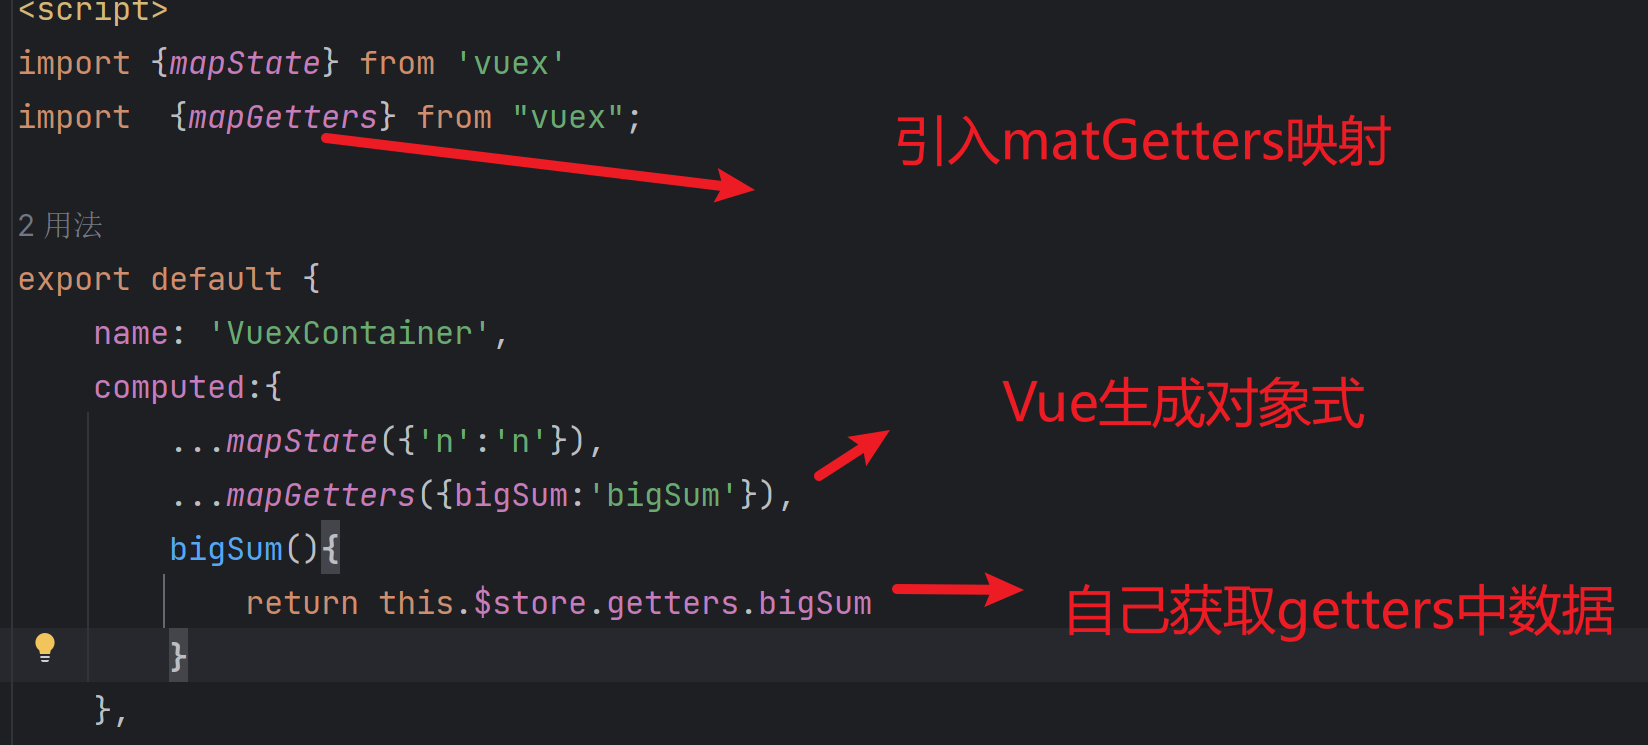 <script>
import {mapState} from 'vuex'
import  {mapGetters} from "vuex";
引入matGetters映射
2 用法
export default {
name: 'VuexContainer',
computed:{
...mapState({'n':'n'}),
Vue生成对象式
...mapGetters({bigSum:'bigSum'}),
bigSum(){
return this.$store.getters.bigSum
自己获取getters中数据
}
},